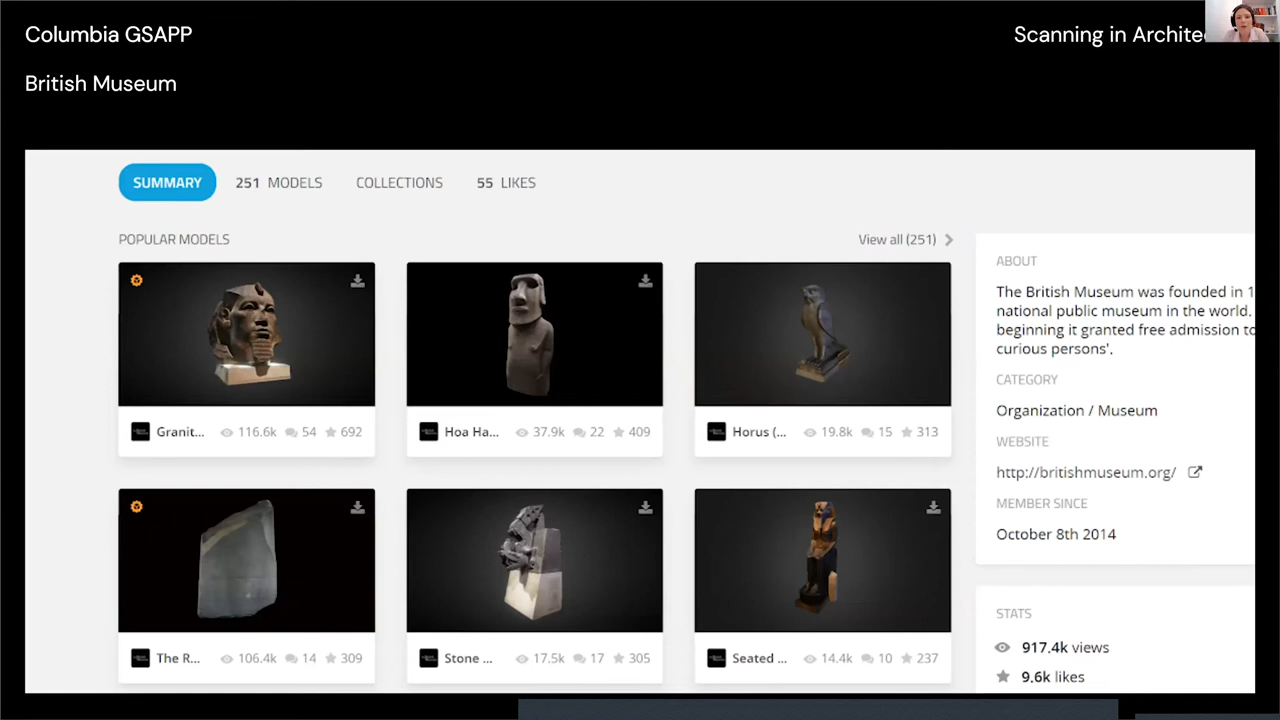 Columbia GSAPP
Scanning in Archite
British Museum
SUMMARY
251 MODELS
COLLECTIONS
55 LIKES
POPULAR MODELS
View all (251)
Granit... 116.6k 54 692
Hoa Ha... 37.9k 22 409
Horus (... 19.8k 15 313
The R... 106.4k 14 309
Stone ... 17.5k 17 305
Seated ... 14.4k 10 237
ABOUT
The British Museum was founded in 1
national public museum in the world.
beginning it granted free admission to
curious persons'.
CATEGORY
Organization / Museum
WEBSITE
http://britishmuseum.org/
MEMBER SINCE
October 8th 2014
STATS
917.4k views
9.6k likes